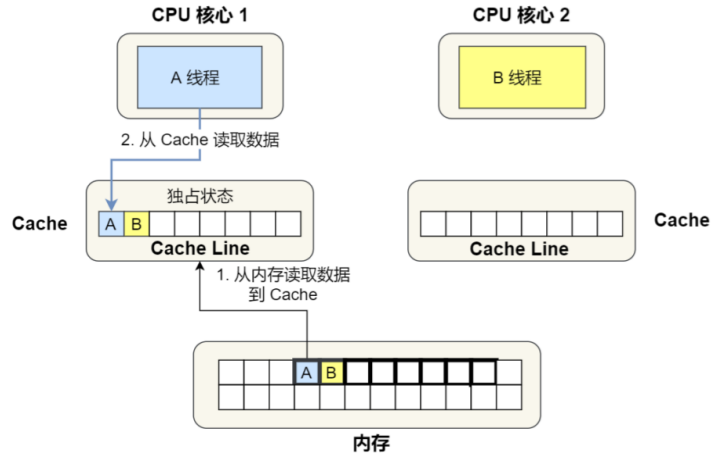 CPU 核心 1
CPU 核心 2
A 线程
B 线程
2. 从 Cache 读取数据
独占状态
Cache
A B
Cache Line
Cache Line
Cache
1. 从内存读取数据
到 Cache
A B
内存